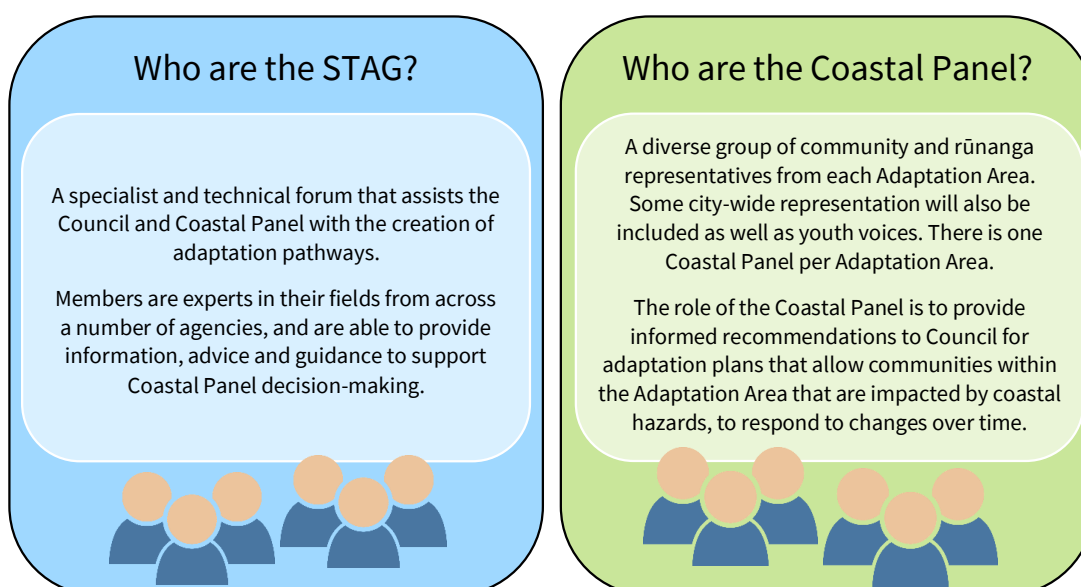 Who are the STAG?
A specialist and technical forum that assists the
Council and Coastal Panel with the creation of
adaptation pathways.
Members are experts in their fields from across
a number of agencies, and are able to provide
information, advice and guidance to support
Coastal Panel decision-making.
Who are the Coastal Panel?
A diverse group of community and rūnanga
representatives from each Adaptation Area.
Some city-wide representation will also be
included as well as youth voices. There is one
Coastal Panel per Adaptation Area.
The role of the Coastal Panel is to provide
informed recommendations to Council for
adaptation plans that allow communities within
the Adaptation Area that are impacted by coastal
hazards, to respond to changes over time.